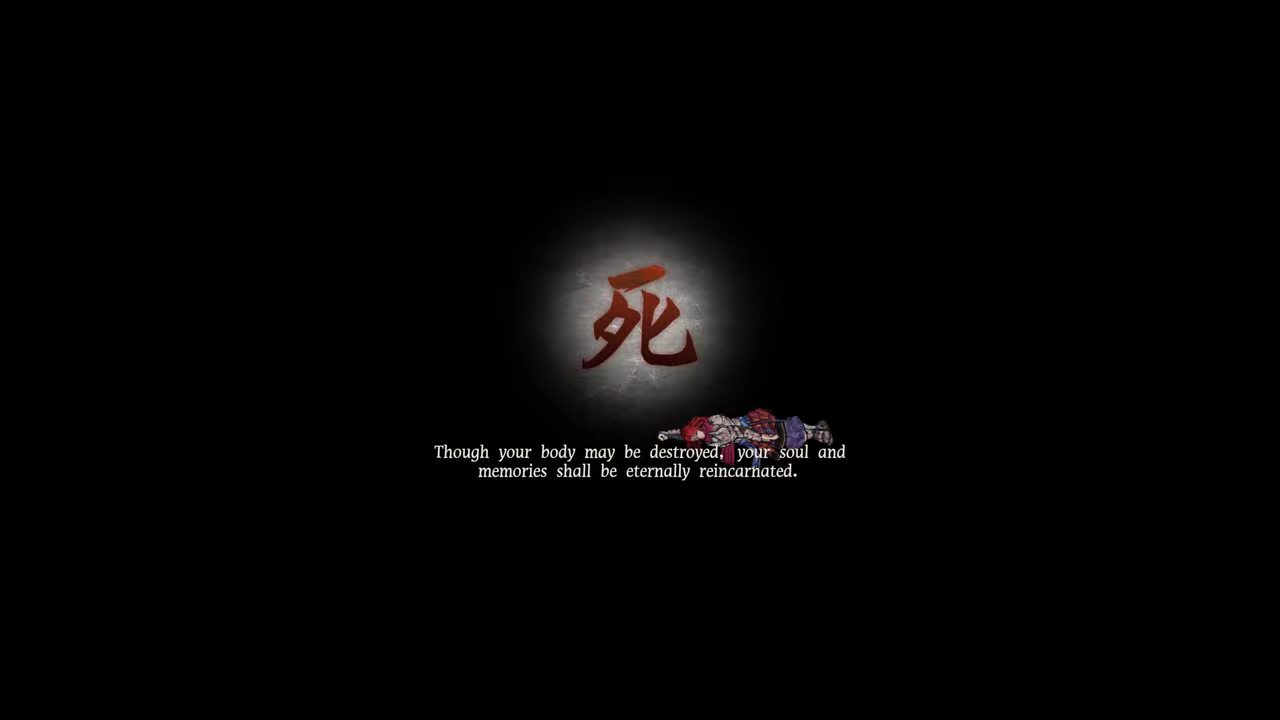 死
Though your body may be destroyed, your soul and
memories shall be eternally reincarnated.